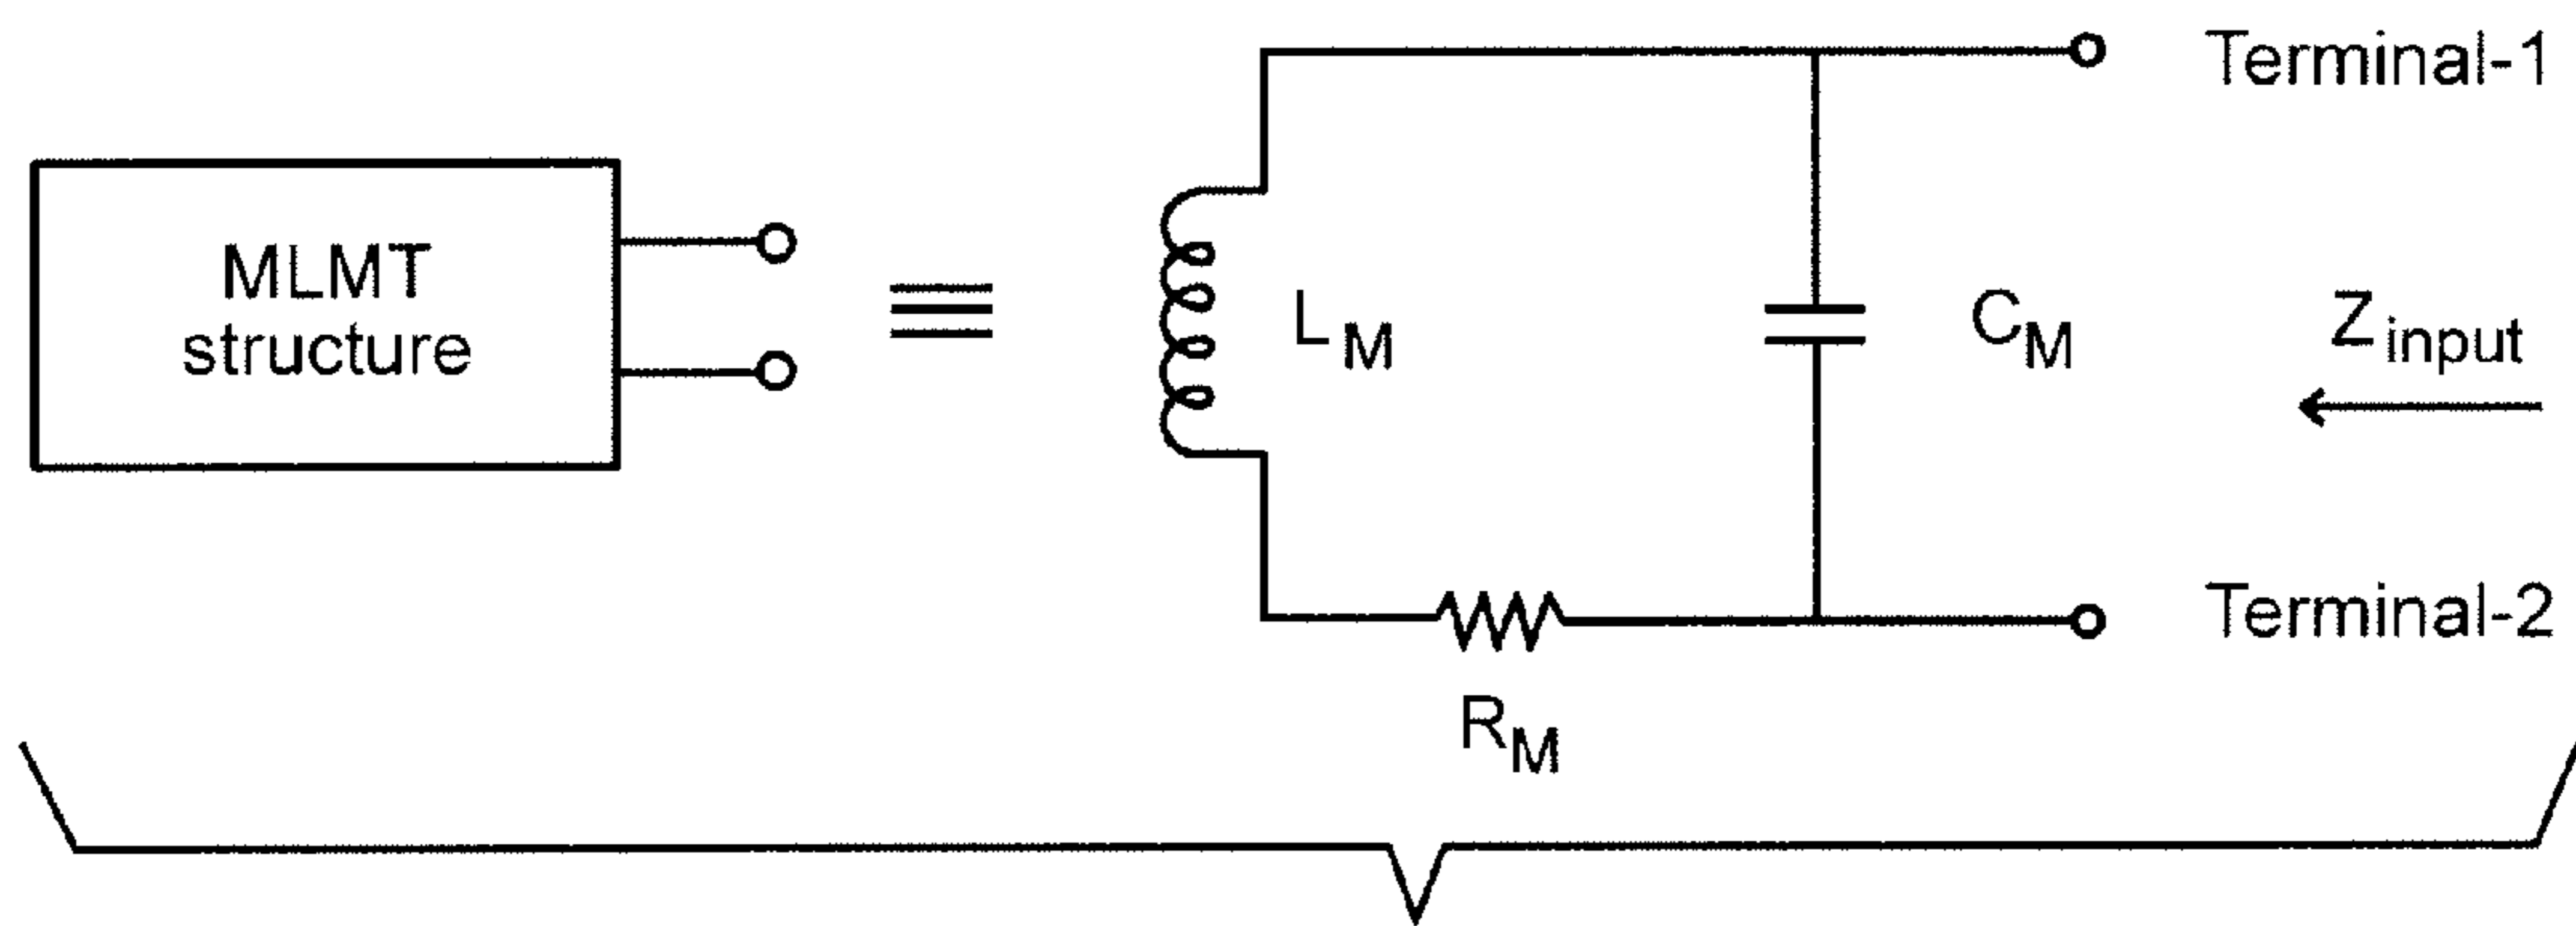 MLMT
structure
≡
L_M
R_M
C_M
Terminal-1
Z_input
Terminal-2